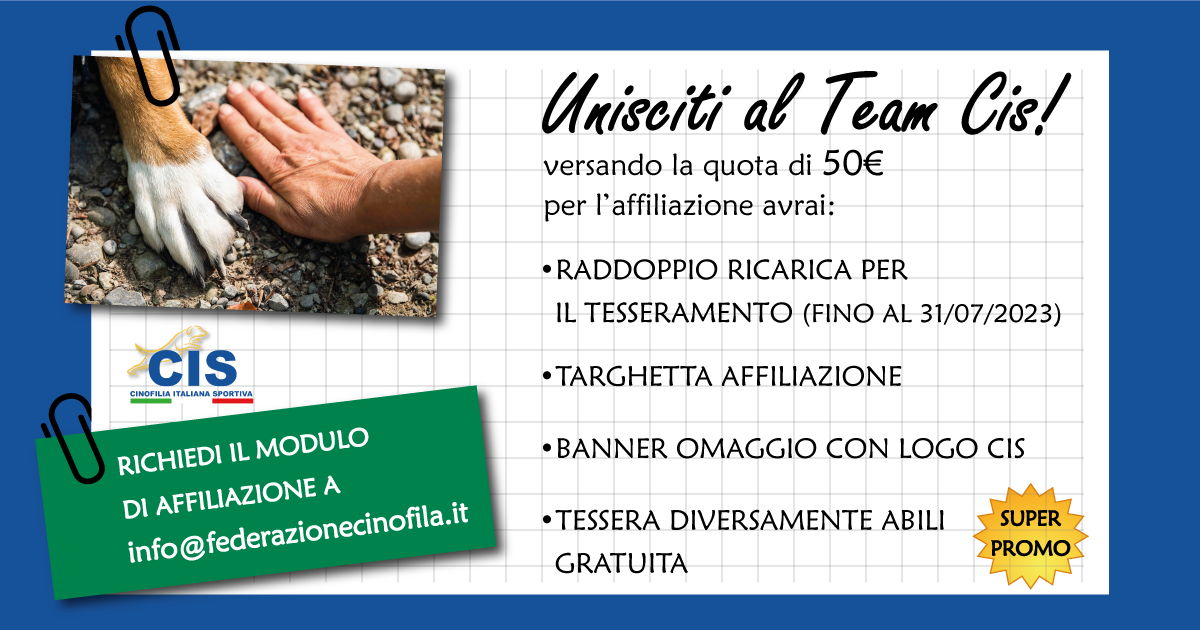 Unisciti al Team Cis!
versando la quota di 50€
per l'affiliazione avrai:
•RADDOPPIO RICARICA PER
IL TESSERAMENTO (FINO AL 31/07/2023)
•TARGHETTA AFFILIAZIONE
•BANNER OMAGGIO CON LOGO CIS
•TESSERA DIVERSAMENTE ABILI
GRATUITA
SUPER
PROMO
CIS
CINOFILIA ITALIANA SPORTIVA
RICHIEDI IL MODULO
DI AFFILIAZIONE A
info@federazionecinofila.it